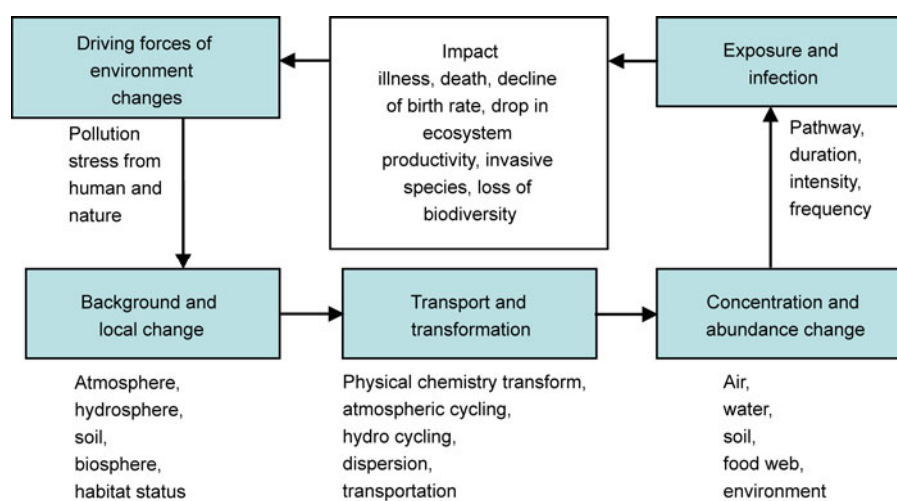 Driving forces of
environment
changes
Impact
illness, death, decline
of birth rate, drop in
ecosystem
productivity, invasive
species, loss of
biodiversity
Exposure and
infection
Pollution
stress from
human and
nature
Pathway,
duration,
intensity,
frequency
Background and
local change
Transport and
transformation
Concentration and
abundance change
Atmosphere,
hydrosphere,
soil,
biosphere,
habitat status
Physical chemistry transform,
atmospheric cycling,
hydro cycling,
dispersion,
transportation
Air,
water,
soil,
food web,
environment